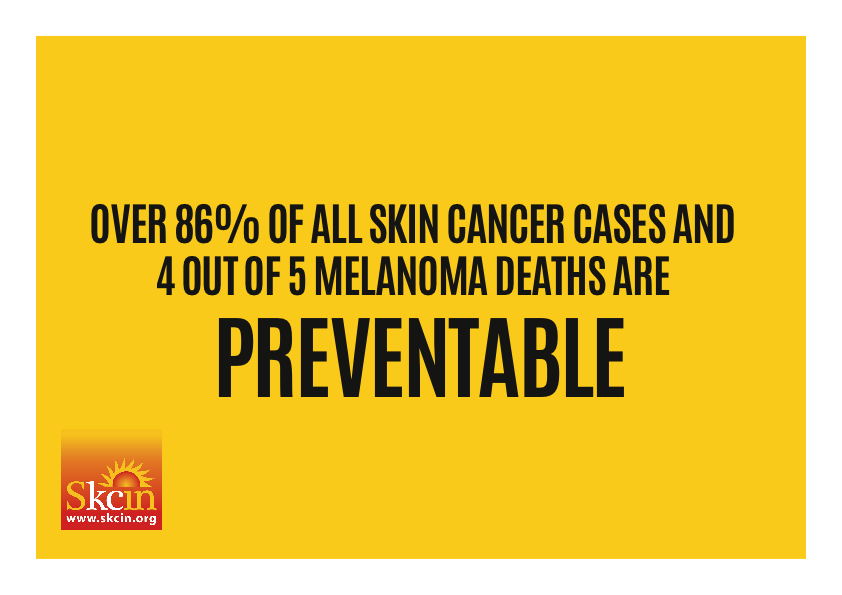 OVER 86% OF ALL SKIN CANCER CASES AND
4 OUT OF 5 MELANOMA DEATHS ARE
PREVENTABLE
Skcin
www.skcin.org